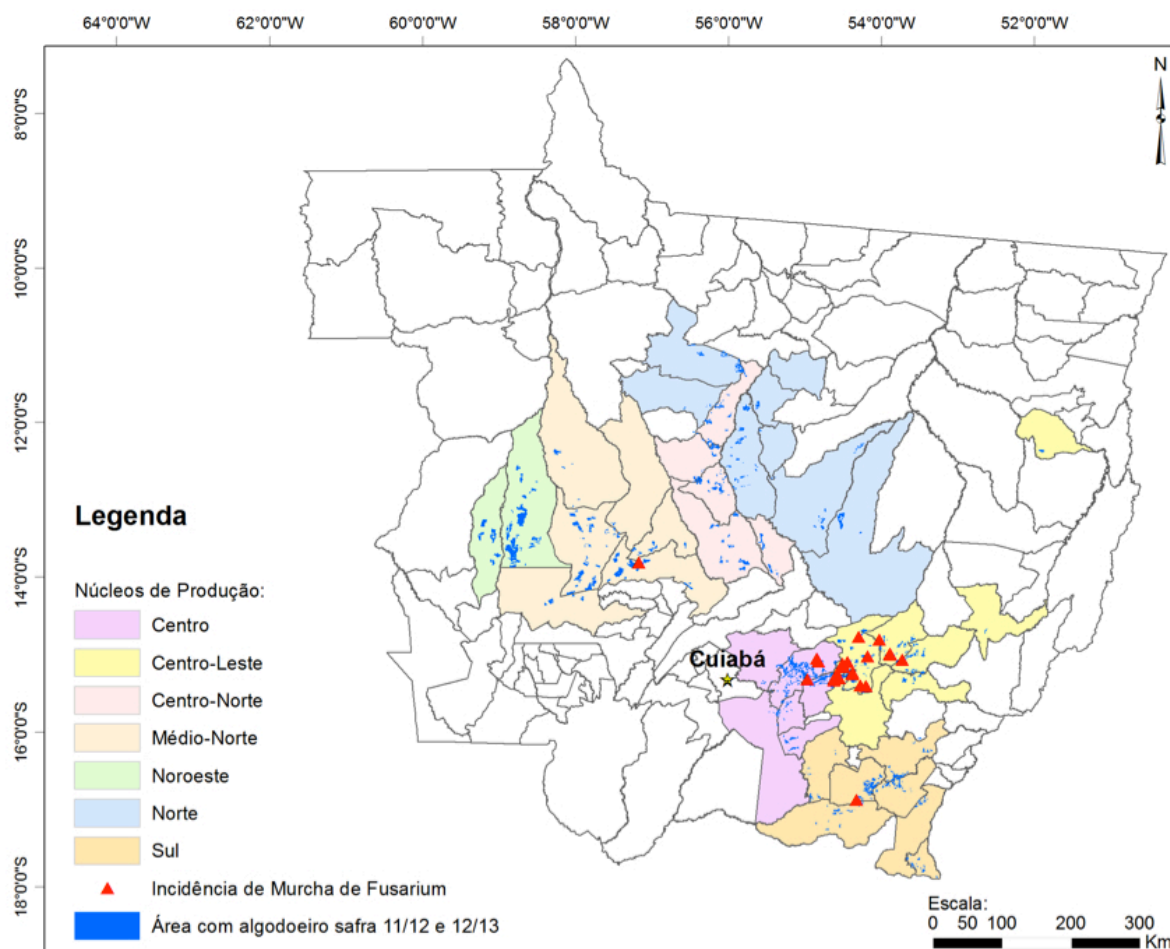 64°0'0"W 62°0'0"W 60°0'0"W 58°0'0"W 56°0'0"W 54°0'0"W 52°0'0"W
N
8°0'0"S
10°0'0"S
12°0'0"S
14°0'0"S
16°0'0"S
18°0'0"S
Cuiabá
Legenda
Núcleos de Produção:
Centro
Centro-Leste
Centro-Norte
Médio-Norte
Noroeste
Norte
Sul
Incidência de Murcha de Fusarium
Área com algodoeiro safra 11/12 e 12/13
Escala:
0 50 100 200 300
Km